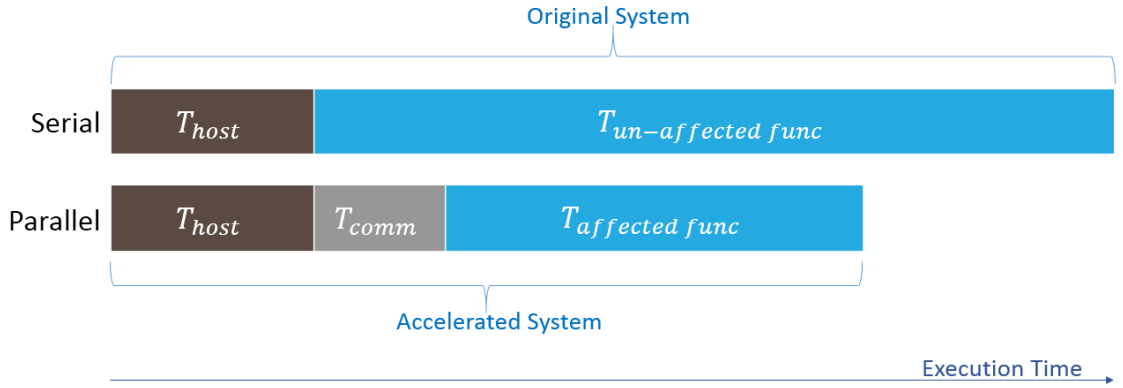 Original System
Serial T_host T_un−affected func
Parallel T_host T_comm T_affected func
Accelerated System
Execution Time